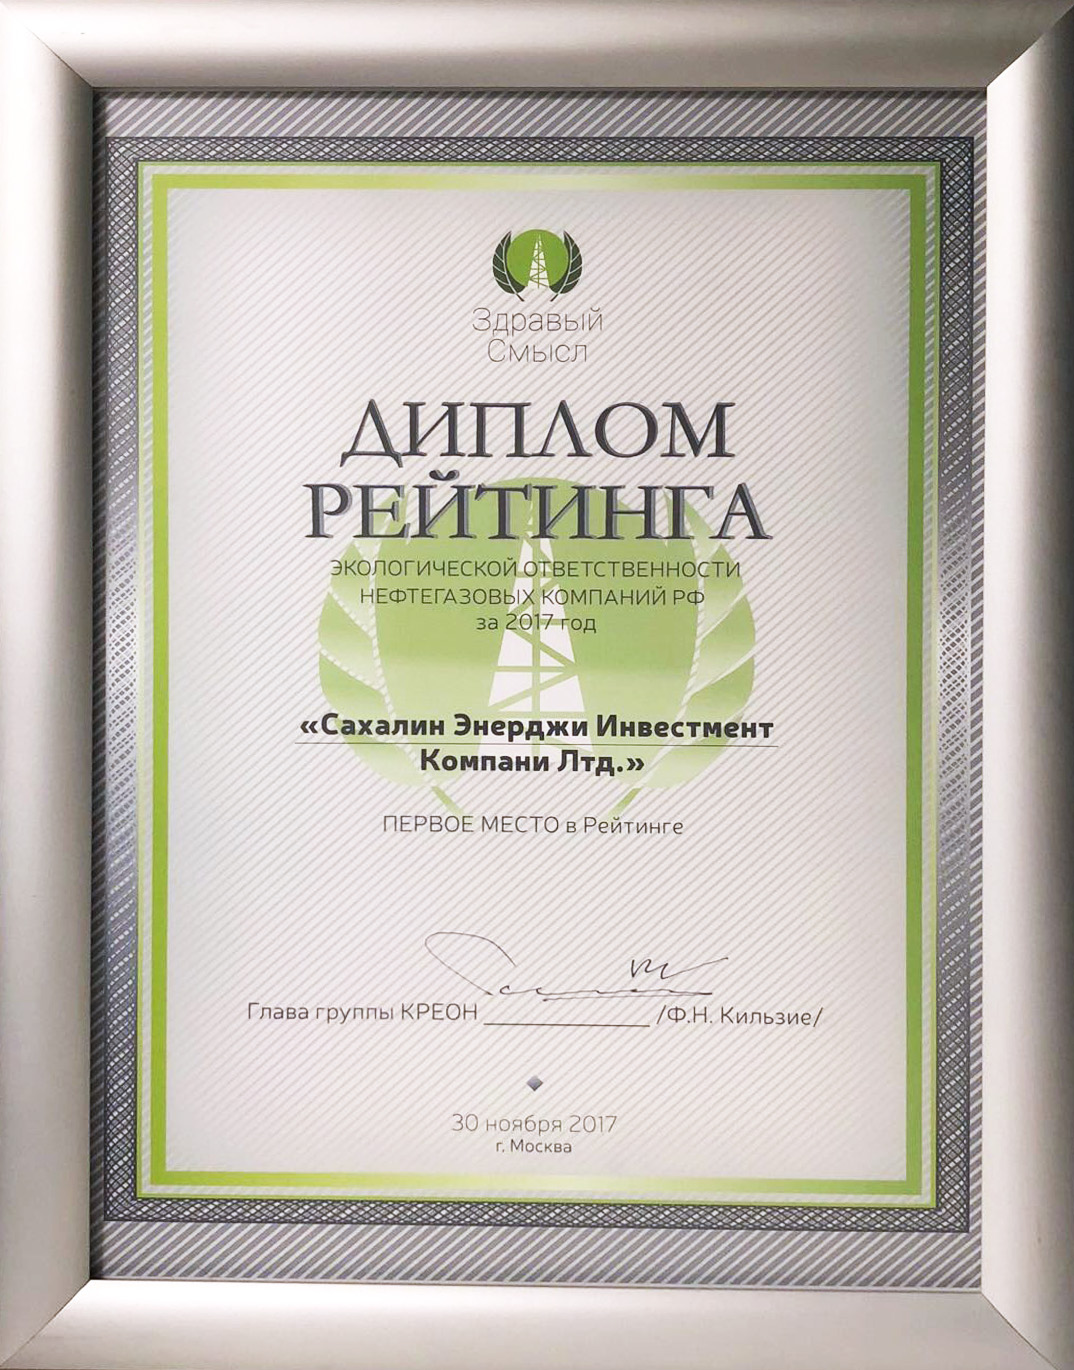 Здравый
Смысл
ДИПЛОМ
РЕЙТИНГА
ЭКОЛОГИЧЕСКОЙ ОТВЕТСТВЕННОСТИ
НЕФТЕГАЗОВЫХ КОМПАНИЙ РФ
за 2017 год
«Сахалин Энерджи Инвестмент
Компани Лтд.»
ПЕРВОЕ МЕСТО в Рейтинге
Глава группы КРЕОН ____________ /Ф.Н. Кильзие/
30 ноября 2017
г. Москва